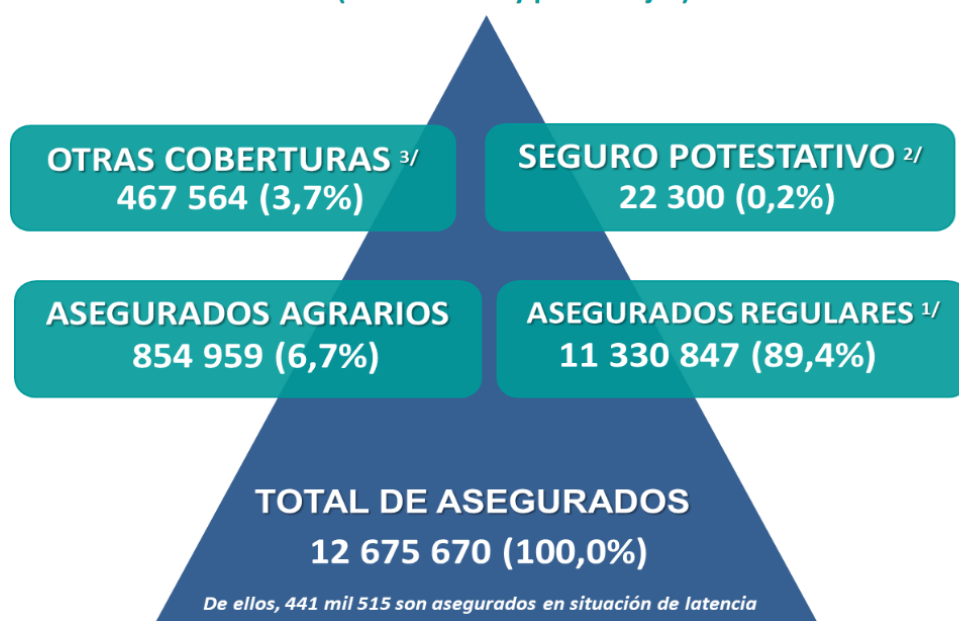 OTRAS COBERTURAS 3/
467 564 (3,7%)
SEGURO POTESTATIVO 2/
22 300 (0,2%)
ASEGURADOS AGRARIOS
854 959 (6,7%)
ASEGURADOS REGULARES 1/
11 330 847 (89,4%)
TOTAL DE ASEGURADOS
12 675 670 (100,0%)
De ellos, 441 mil 515 son asegurados en situación de latencia